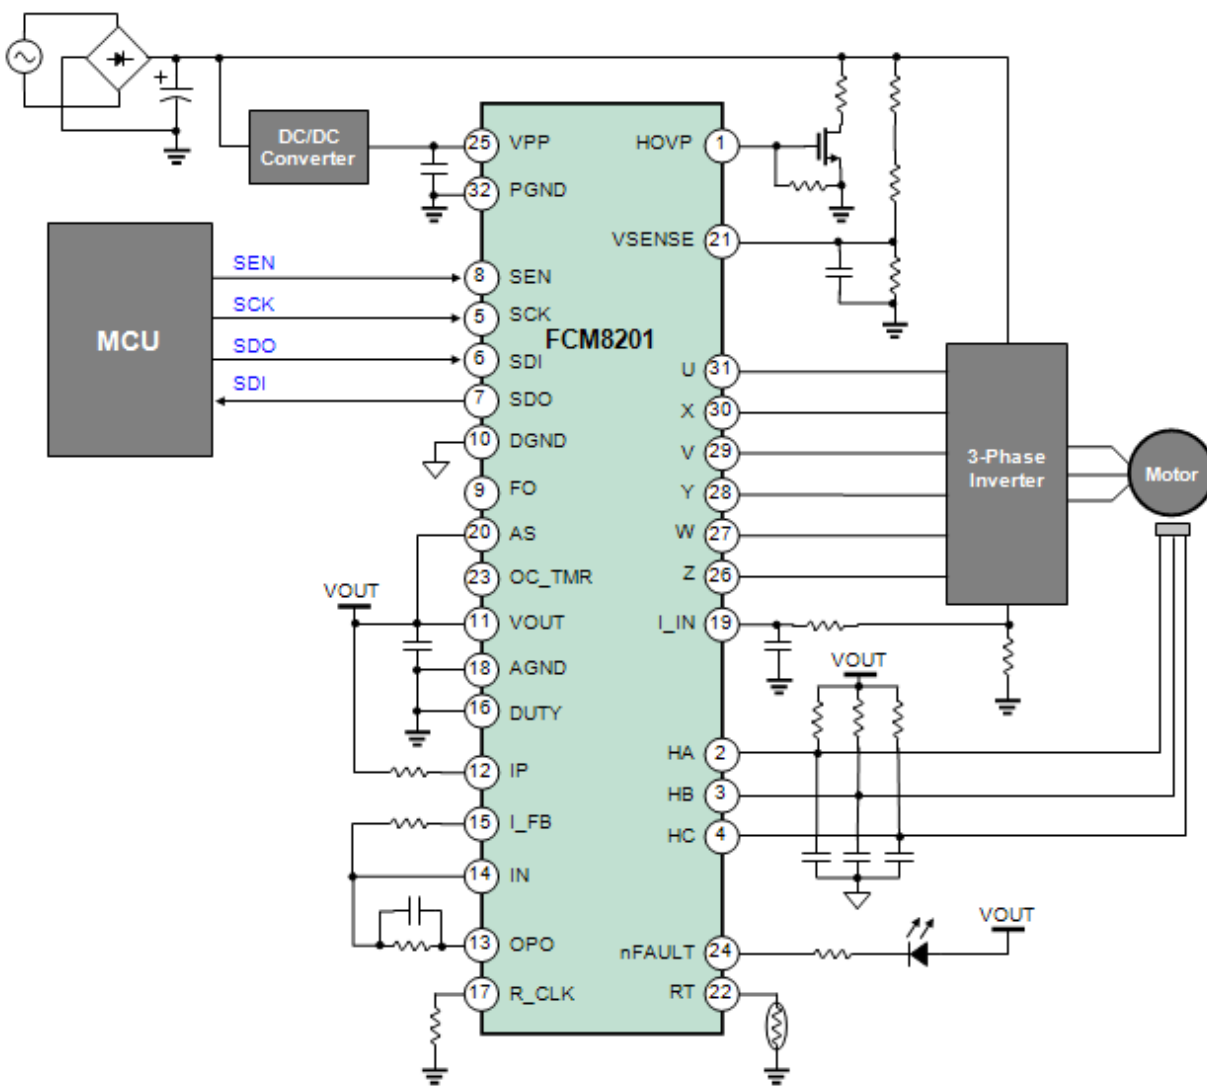 DC/DC
Converter
25 VPP
HOVP 1
32 PGND
VSENSE 21
MCU
SEN
8 SEN
SCK
5 SCK
FCM8201
SDO
6 SDI
SDI
7 SDO
10 DGND
9 FO
20 AS
23 OC_TMR
VOUT
11 VOUT
18 AGND
16 DUTY
12 IP
15 I_FB
14 IN
13 OPO
17 R_CLK
U 31
X 30
V 29
Y 28
W 27
Z 26
I_IN 19
3-Phase
Inverter
Motor
VOUT
HA 2
HB 3
HC 4
VOUT
nFAULT 24
RT 22
+